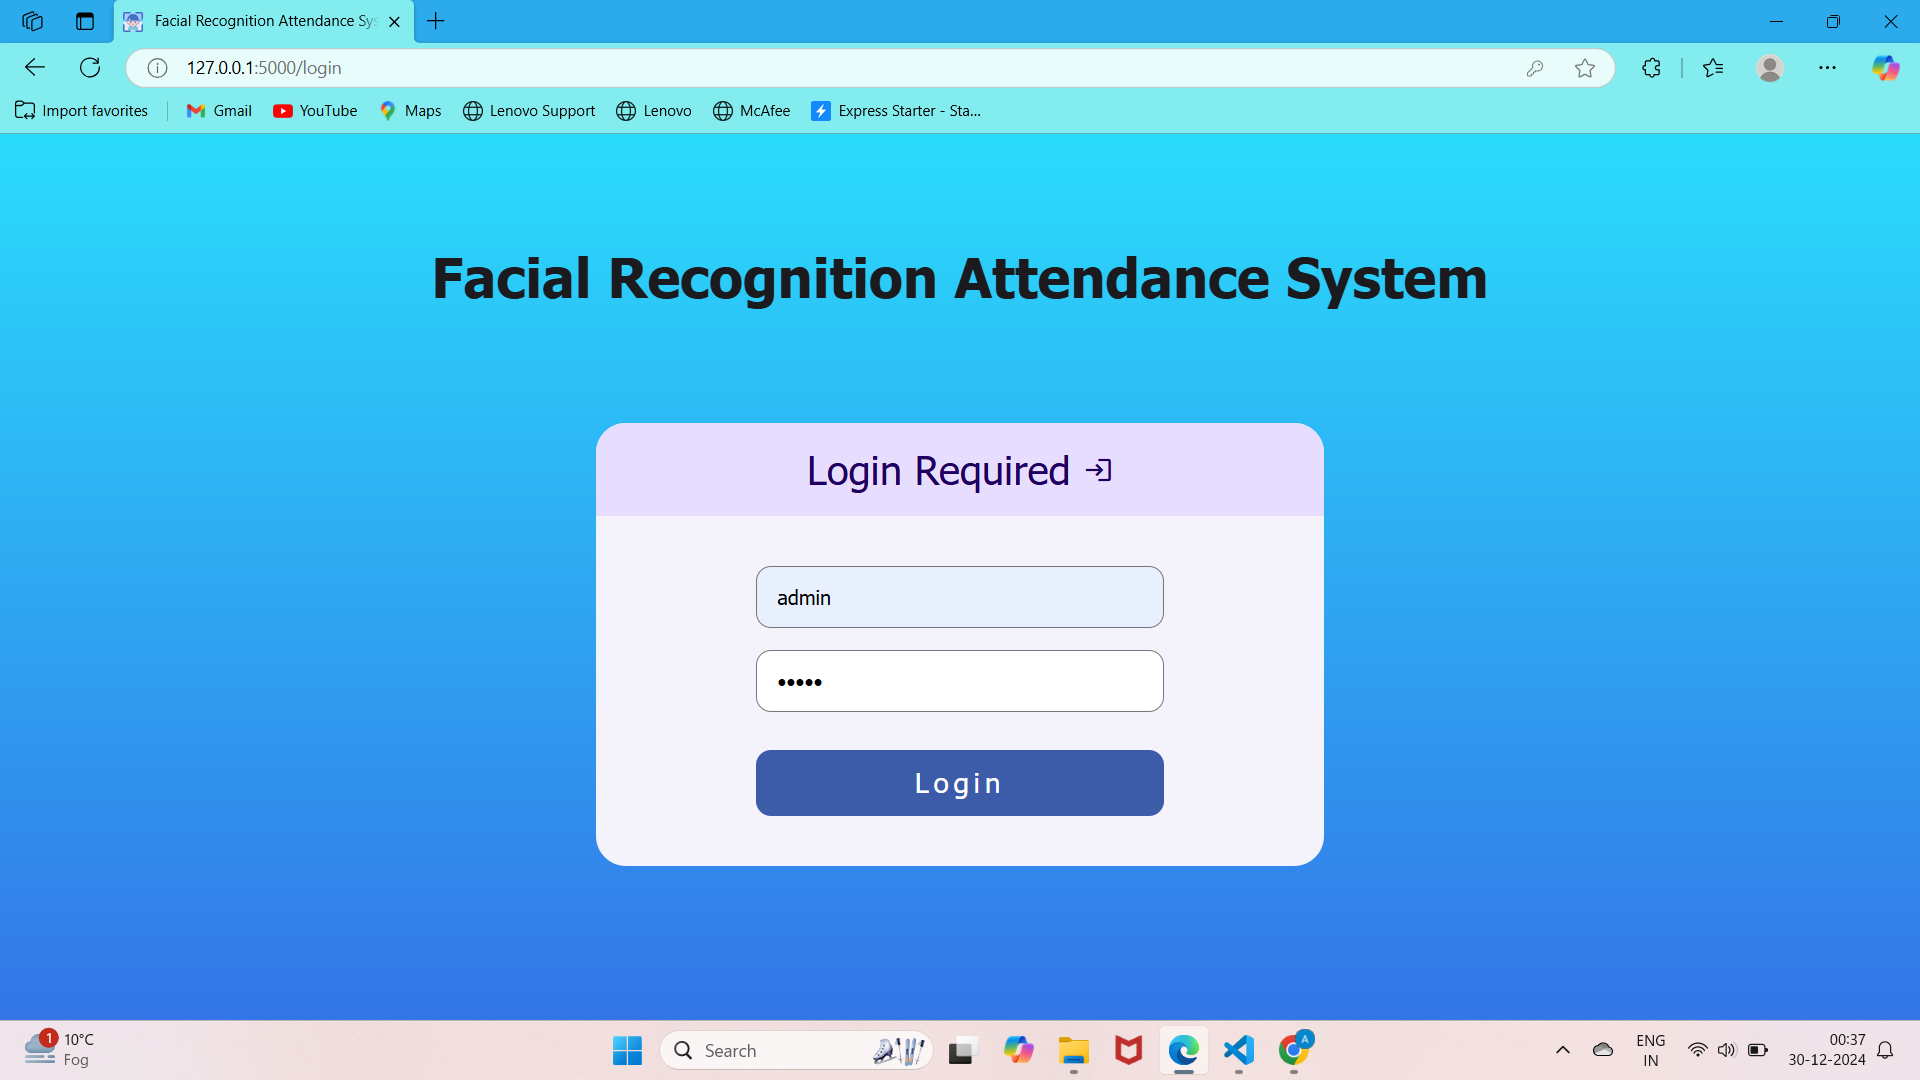 Facial Recognition Attendance Sys
127.0.0.1:5000/login
Import favorites
Gmail
YouTube
Maps
Lenovo Support
Lenovo
McAfee
Express Starter - Sta...
Facial Recognition Attendance System
Login Required
admin
•••••
Login
1
10°C
Fog
Search
A
ENG
IN
00:37
30-12-2024